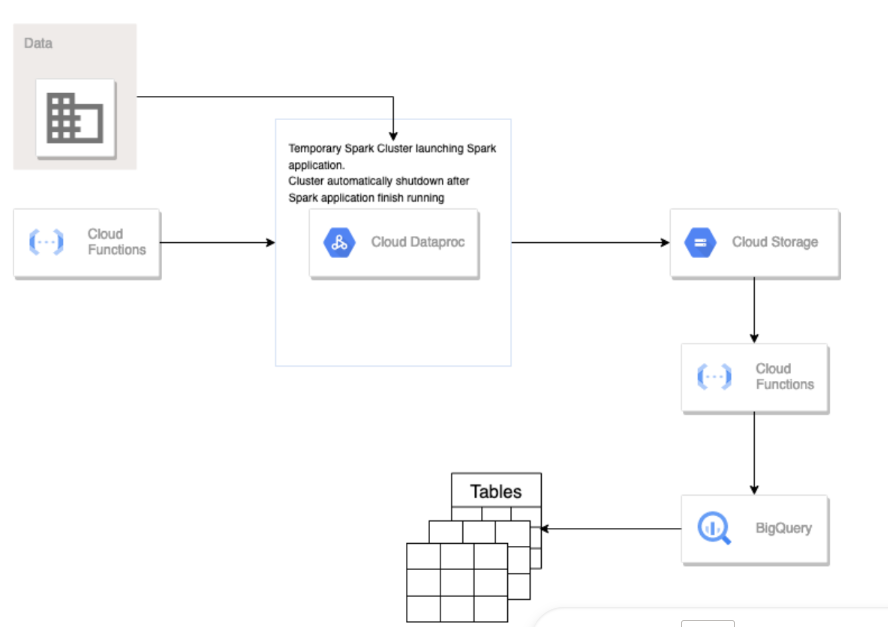 Data
Temporary Spark Cluster launching Spark
application.
Cluster automatically shutdown after
Spark application finish running
Cloud
Functions
Cloud Dataproc
Cloud Storage
Cloud
Functions
Tables
BigQuery